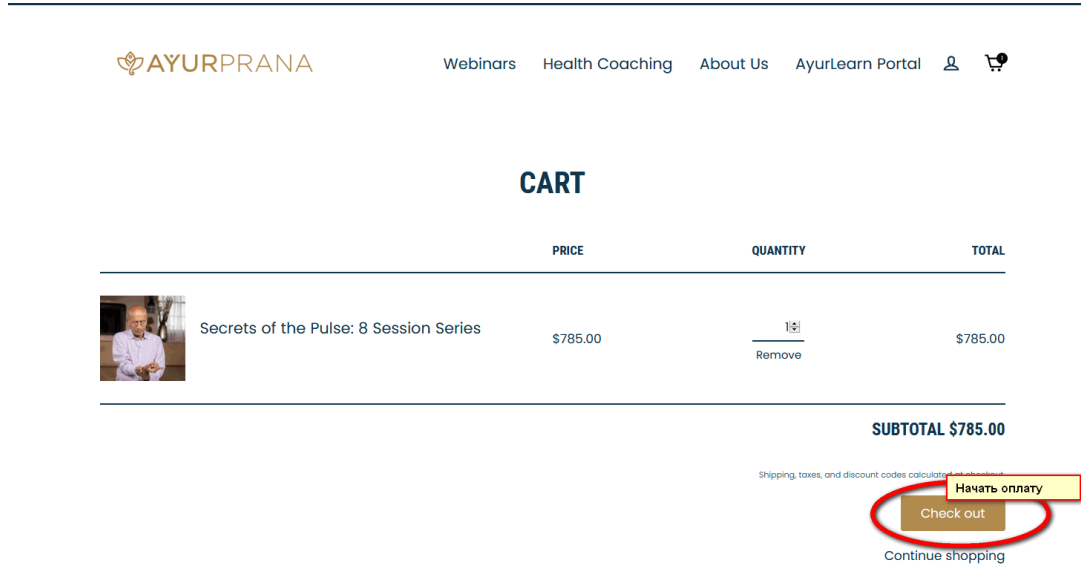 AYURPRANA
Webinars Health Coaching About Us AyurLearn Portal 1
CART
PRICE QUANTITY TOTAL
Secrets of the Pulse: 8 Session Series
$785.00 1 $785.00
Remove
SUBTOTAL $785.00
Shipping, taxes, and discount codes calculated at checkout.
Начать оплату
Check out
Continue shopping